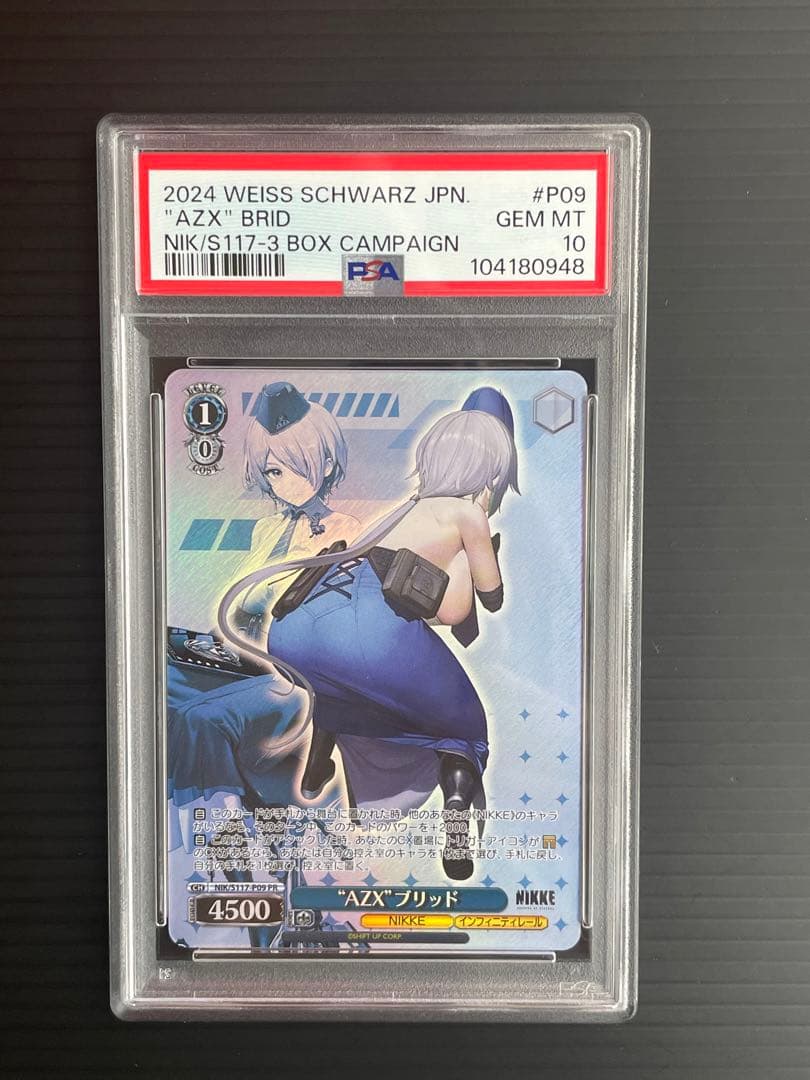 2024 WEISS SCHWARZ JPN. #P09
"AZX" BRID GEM MT
NIK/S117-3 BOX CAMPAIGN 10
PSA 104180948
LEVEL
1
0
COST
自 このカードが手札から舞台に置かれた時、他のあなたの《NIKKE》のキャラ
がいるなら、そのターン中、このカードのパワーを+2000。
自 このカードがアタックした時、あなたのCX置場にトリガーアイコンが
のCXがあるなら、あなたは自分の控え室のキャラを1枚まで選び、手札に戻し、
自分の手札を1枚選び、控え室に置く。
CH NIK/S117-P09 PR
4500
“AZX”ブリッド
NIKKE
NIKKE インフィニティレール
©SHIFT UP CORP.